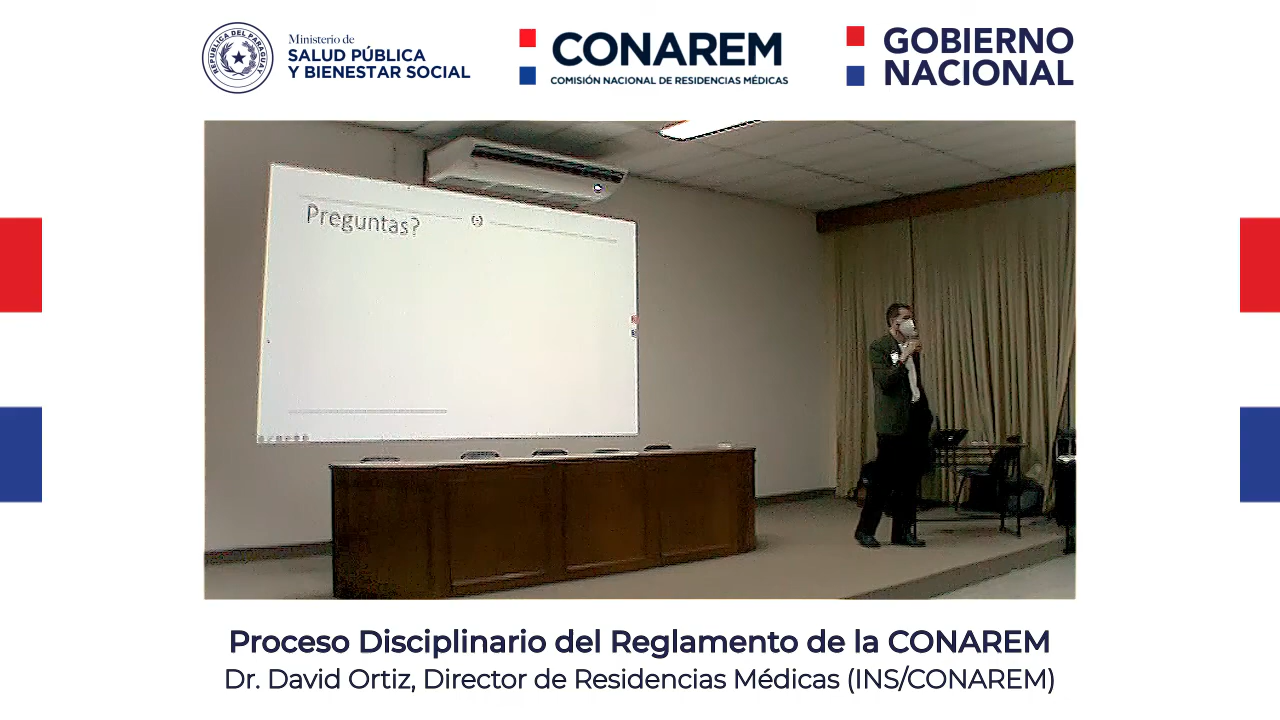 REPUBLICA DEL PARAGUAY
Ministerio de
SALUD PÚBLICA
Y BIENESTAR SOCIAL
CONAREM
COMISIÓN NACIONAL DE RESIDENCIAS MÉDICAS
GOBIERNO
NACIONAL
Preguntas?
Proceso Disciplinario del Reglamento de la CONAREM
Dr. David Ortiz, Director de Residencias Médicas (INS/CONAREM)